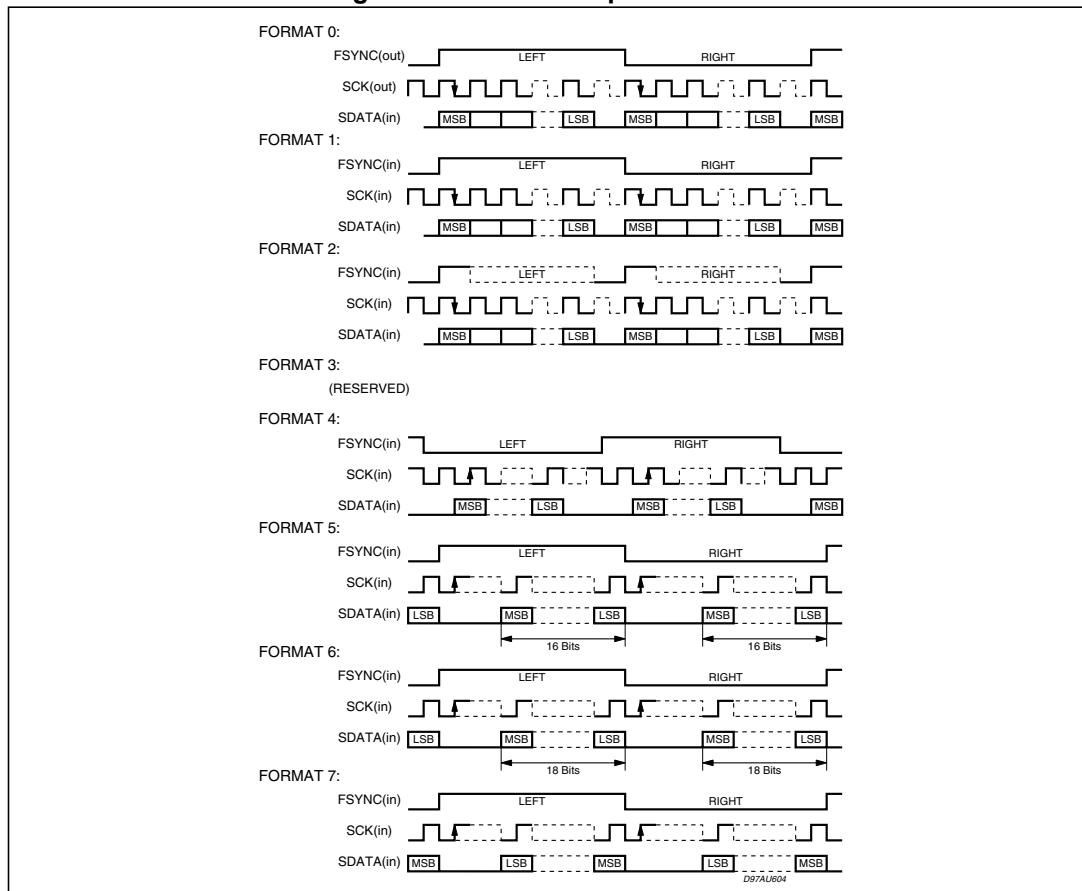 FORMAT 0:
FSYNC(out) LEFT RIGHT
SCK(out)
SDATA(in) MSB LSB MSB LSB MSB
FORMAT 1:
FSYNC(in) LEFT RIGHT
SCK(in)
SDATA(in) MSB LSB MSB LSB MSB
FORMAT 2:
FSYNC(in) LEFT RIGHT
SCK(in)
SDATA(in) MSB LSB MSB LSB MSB
FORMAT 3:
(RESERVED)
FORMAT 4:
FSYNC(in) LEFT RIGHT
SCK(in)
SDATA(in) MSB LSB MSB LSB MSB
FORMAT 5:
FSYNC(in) LEFT RIGHT
SCK(in)
SDATA(in) LSB MSB LSB MSB LSB
16 Bits 16 Bits
FORMAT 6:
FSYNC(in) LEFT RIGHT
SCK(in)
SDATA(in) LSB MSB LSB MSB LSB
18 Bits 18 Bits
FORMAT 7:
FSYNC(in) LEFT RIGHT
SCK(in)
SDATA(in) MSB LSB MSB LSB MSB
D97AU604